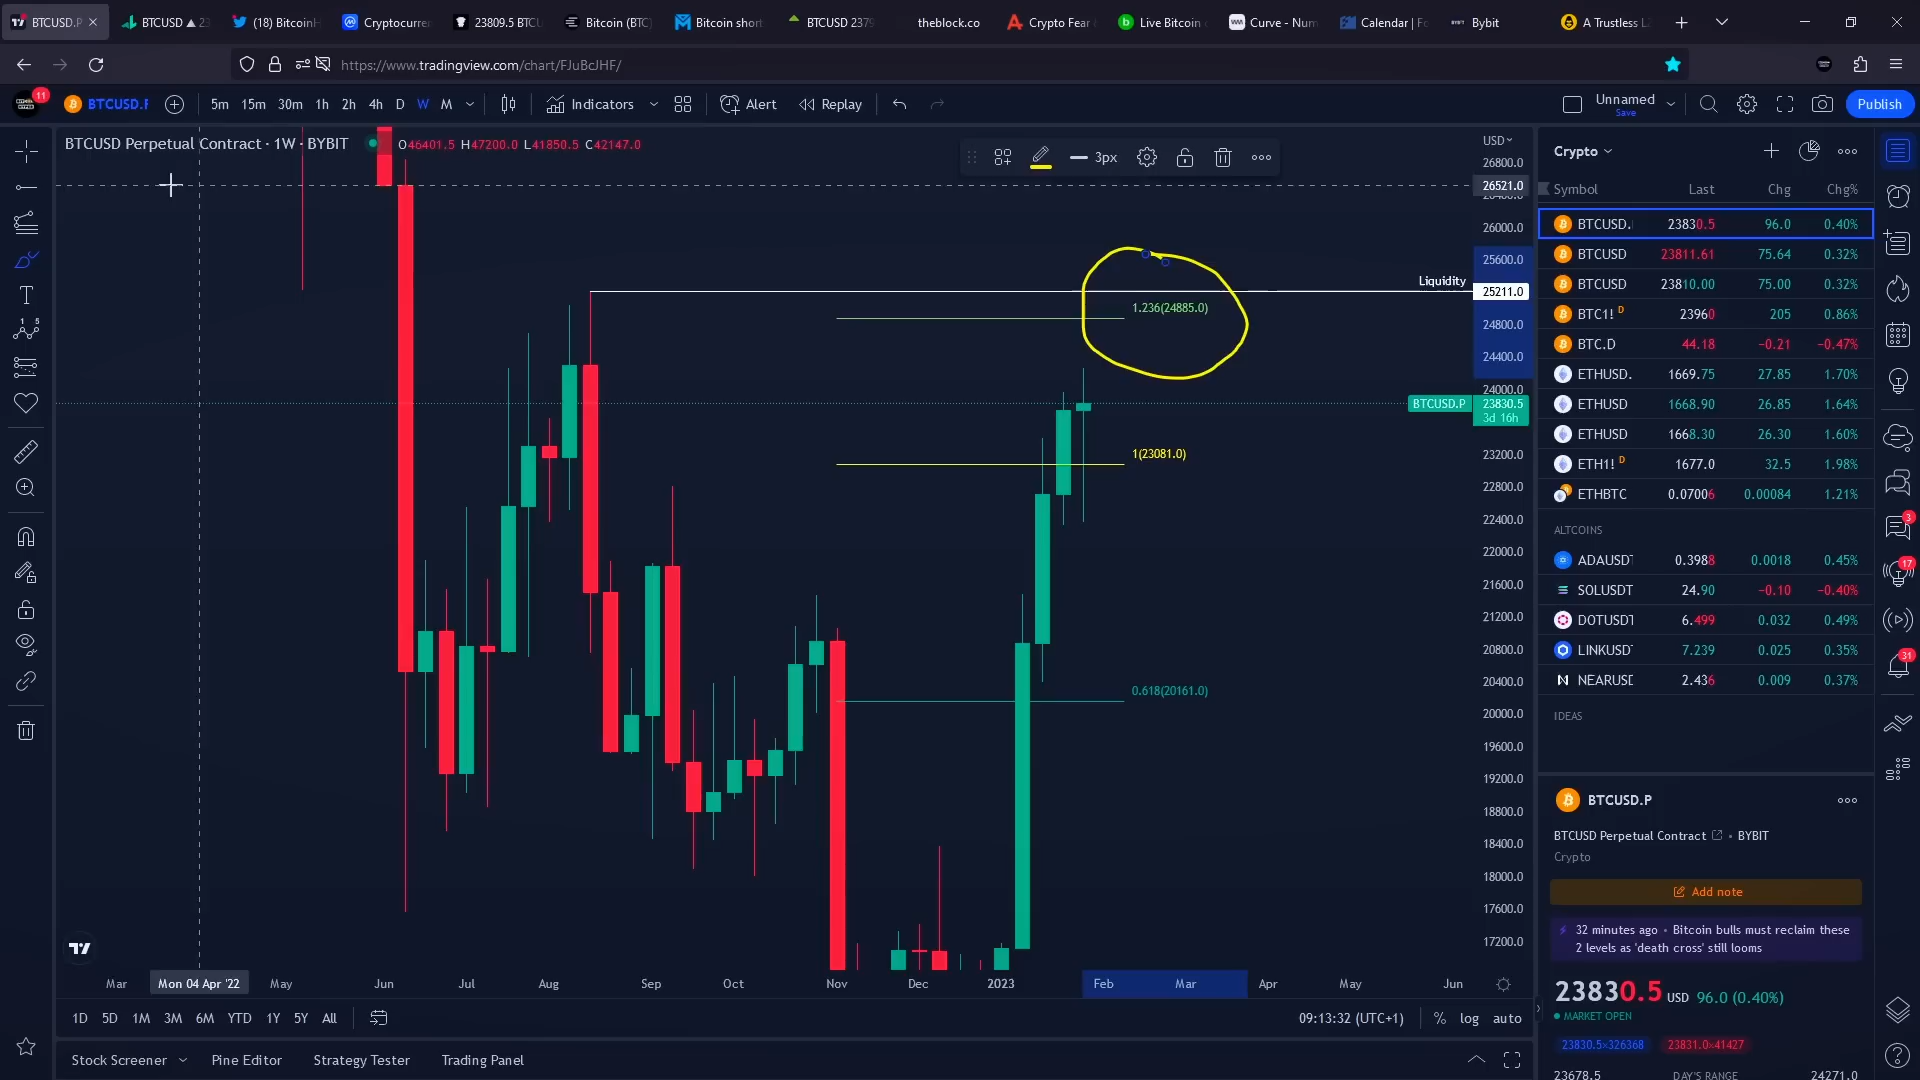 BTCUSD.P
BTCUSD ▲ 23
(18) Bitcoin
Cryptocurre
23809.5 BTCU
Bitcoin (BTC)
Bitcoin short
BTCUSD 2379
theblock.co
Crypto Fear
Live Bitcoin
Curve - Num
Calendar | Fo
Bybit
A Trustless L
https://www.tradingview.com/chart/FJuBcJHF/
11
BTCUSD.P
5m 15m 30m 1h 2h 4h D W M
Indicators
Alert
Replay
Unnamed
Save
Publish
BTCUSD Perpetual Contract · 1W · BYBIT
O46401.5 H47200.0 L41850.5 C42147.0
3px
USD
26800.0
26521.0
26400.0
26000.0
25600.0
Liquidity
25211.0
1.236(24885.0)
24800.0
24400.0
24000.0
BTCUSD.P
23830.5
3d 16h
1(23081.0)
23200.0
22800.0
22400.0
22000.0
21600.0
21200.0
20800.0
0.618(20161.0)
20400.0
20000.0
19600.0
19200.0
18800.0
18400.0
18000.0
17600.0
17200.0
Mar
Mon 04 Apr '22
May
Jun
Jul
Aug
Sep
Oct
Nov
Dec
2023
Feb
Mar
Apr
May
Jun
1D 5D 1M 3M 6M YTD 1Y 5Y All
09:13:32 (UTC+1)
% log auto
Stock Screener
Pine Editor
Strategy Tester
Trading Panel
Crypto
Symbol Last Chg Chg%
BTCUSD. 23830.5 96.0 0.40%
BTCUSD 23811.61 75.64 0.32%
BTCUSD 23810.00 75.00 0.32%
BTC1! D 23960 205 0.86%
BTC.D 44.18 −0.21 −0.47%
ETHUSD. 1669.75 27.85 1.70%
ETHUSD 1668.90 26.85 1.64%
ETHUSD 1668.30 26.30 1.60%
ETH1! D 1677.0 32.5 1.98%
ETHBTC 0.07006 0.00084 1.21%
ALTCOINS
ADAUSDT 0.3988 0.0018 0.45%
SOLUSDT 24.90 −0.10 −0.40%
DOTUSDT 6.499 0.032 0.49%
LINKUSDT 7.239 0.025 0.35%
NEARUSD 2.436 0.009 0.37%
IDEAS
BTCUSD.P
BTCUSD Perpetual Contract • BYBIT
Crypto
Add note
32 minutes ago • Bitcoin bulls must reclaim these
2 levels as 'death cross' still looms
23830.5 USD 96.0 (0.40%)
MARKET OPEN
23830.5×326368
23831.0×41427
23678.5 DAY'S RANGE 24271.0
3
17
31